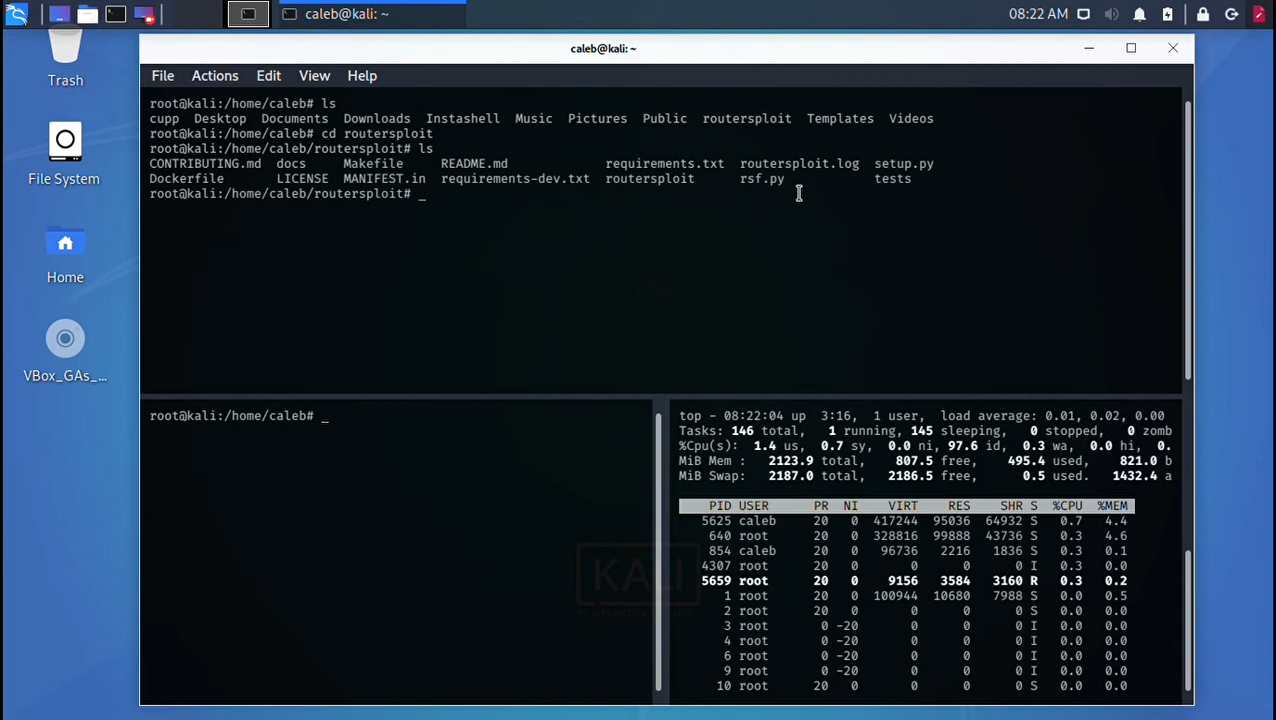 caleb@kali: ~
08:22 AM
Trash
File System
Home
VBox_GAs_...
caleb@kali: ~
File Actions Edit View Help
root@kali:/home/caleb# ls
cupp Desktop Documents Downloads Instashell Music Pictures Public routersploit Templates Videos
root@kali:/home/caleb# cd routersploit
root@kali:/home/caleb/routersploit# ls
CONTRIBUTING.md docs Makefile README.md requirements.txt routersploit.log setup.py
Dockerfile LICENSE MANIFEST.in requirements-dev.txt routersploit rsf.py tests
root@kali:/home/caleb/routersploit# _
root@kali:/home/caleb# _
top - 08:22:04 up 3:16, 1 user, load average: 0.01, 0.02, 0.00
Tasks: 146 total, 1 running, 145 sleeping, 0 stopped, 0 zomb
%Cpu(s): 1.4 us, 0.7 sy, 0.0 ni, 97.6 id, 0.3 wa, 0.0 hi, 0.
MiB Mem : 2123.9 total, 807.5 free, 495.4 used, 821.0 b
MiB Swap: 2187.0 total, 2186.5 free, 0.5 used. 1432.4 a
PID USER PR NI VIRT RES SHR S %CPU %MEM
5625 caleb 20 0 417244 95036 64932 S 0.7 4.4
640 root 20 0 328816 99888 43736 S 0.3 4.6
854 caleb 20 0 96736 2216 1836 S 0.3 0.1
4307 root 20 0 0 0 0 I 0.3 0.0
5659 root 20 0 9156 3584 3160 R 0.3 0.2
1 root 20 0 100944 10680 7988 S 0.0 0.5
2 root 20 0 0 0 0 S 0.0 0.0
3 root 0 -20 0 0 0 I 0.0 0.0
4 root 0 -20 0 0 0 I 0.0 0.0
6 root 0 -20 0 0 0 I 0.0 0.0
9 root 0 -20 0 0 0 I 0.0 0.0
10 root 20 0 0 0 0 S 0.0 0.0
KALI